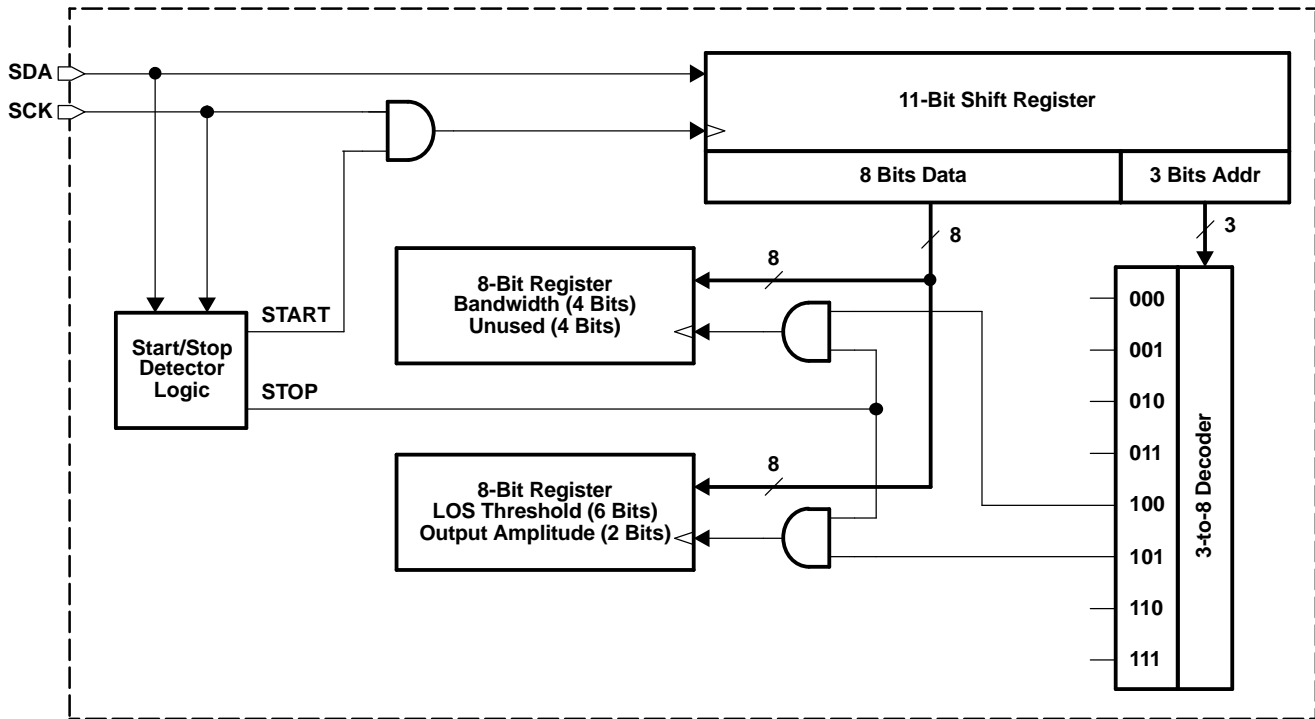 SDA
SCK
11-Bit Shift Register
8 Bits Data
3 Bits Addr
8
3
8
8-Bit Register
Bandwidth (4 Bits)
Unused (4 Bits)
START
Start/Stop
Detector
Logic
STOP
8
8-Bit Register
LOS Threshold (6 Bits)
Output Amplitude (2 Bits)
000
001
010
011
100
101
110
111
3-to-8 Decoder